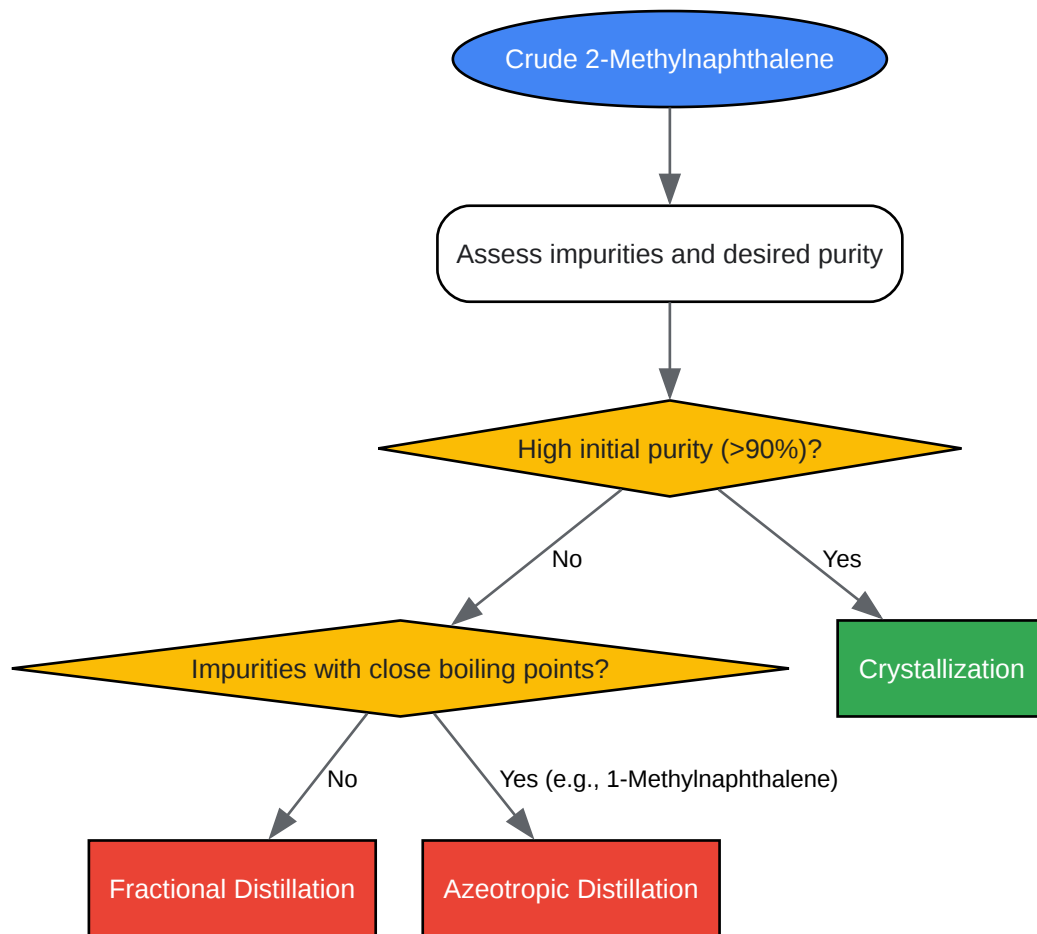 Crude 2-Methylnaphthalene
Assess impurities and desired purity
High initial purity (>90%)?
No
Yes
Impurities with close boiling points?
Crystallization
No
Yes (e.g., 1-Methylnaphthalene)
Fractional Distillation
Azeotropic Distillation